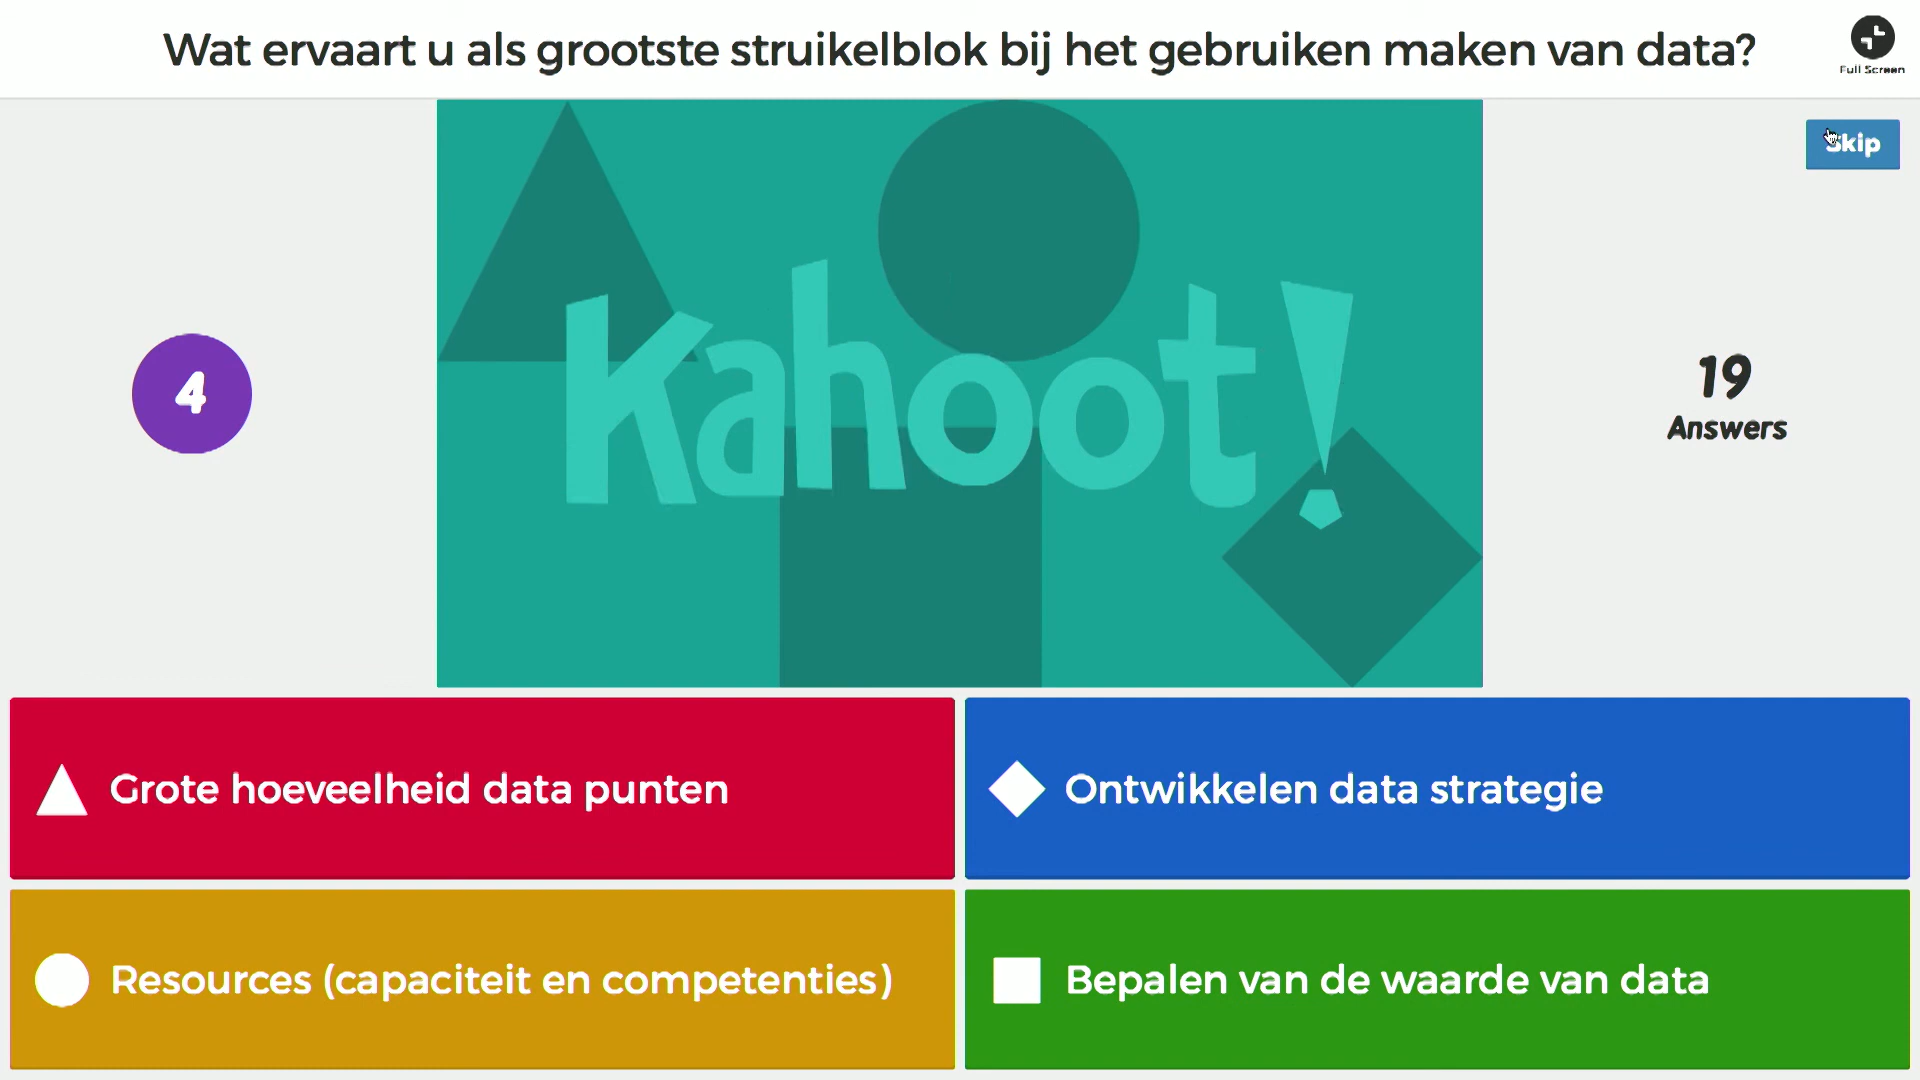 Wat ervaart u als grootste struikelblok bij het gebruiken maken van data?
Full Screen
Skip
Kahoot!
4
19
Answers
Grote hoeveelheid data punten
Ontwikkelen data strategie
Resources (capaciteit en competenties)
Bepalen van de waarde van data